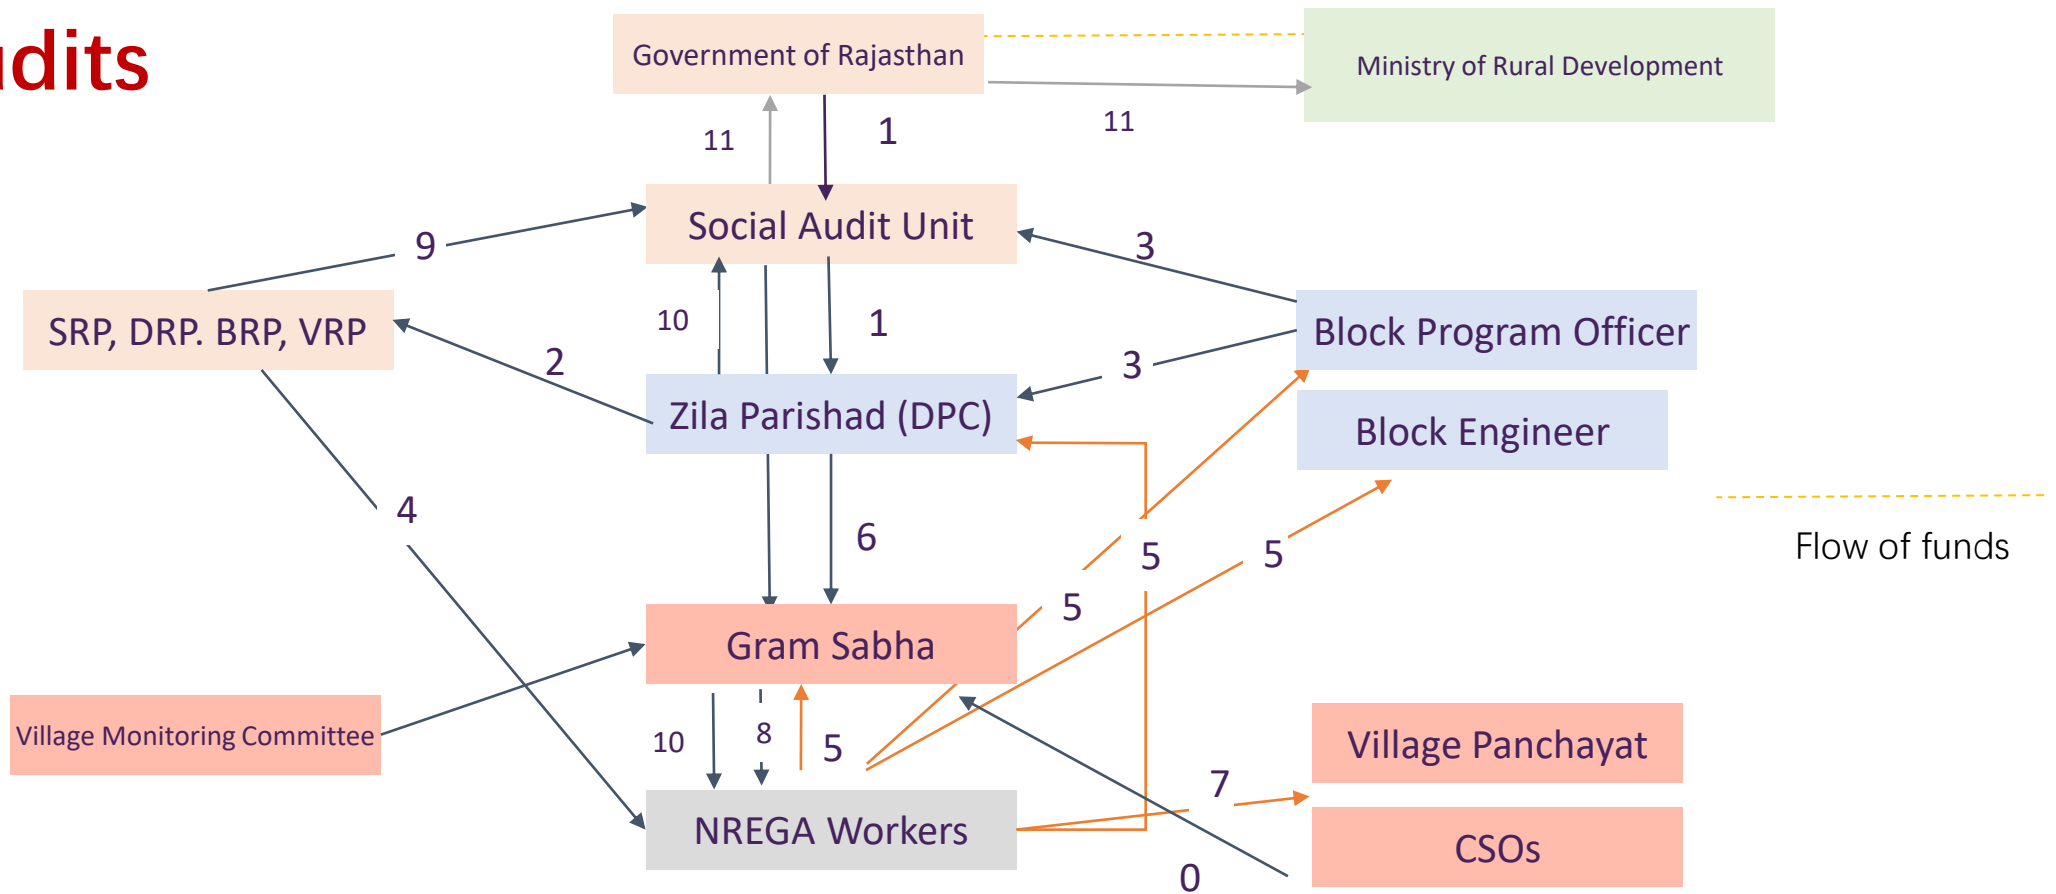 udits
Government of Rajasthan
Ministry of Rural Development
11
1
11
Social Audit Unit
9
3
SRP, DRP. BRP, VRP
10
1
Block Program Officer
2
3
Zila Parishad (DPC)
Block Engineer
4
6
5
5
Flow of funds
5
Gram Sabha
Village Monitoring Committee
10
8
5
Village Panchayat
7
NREGA Workers
CSOs
0